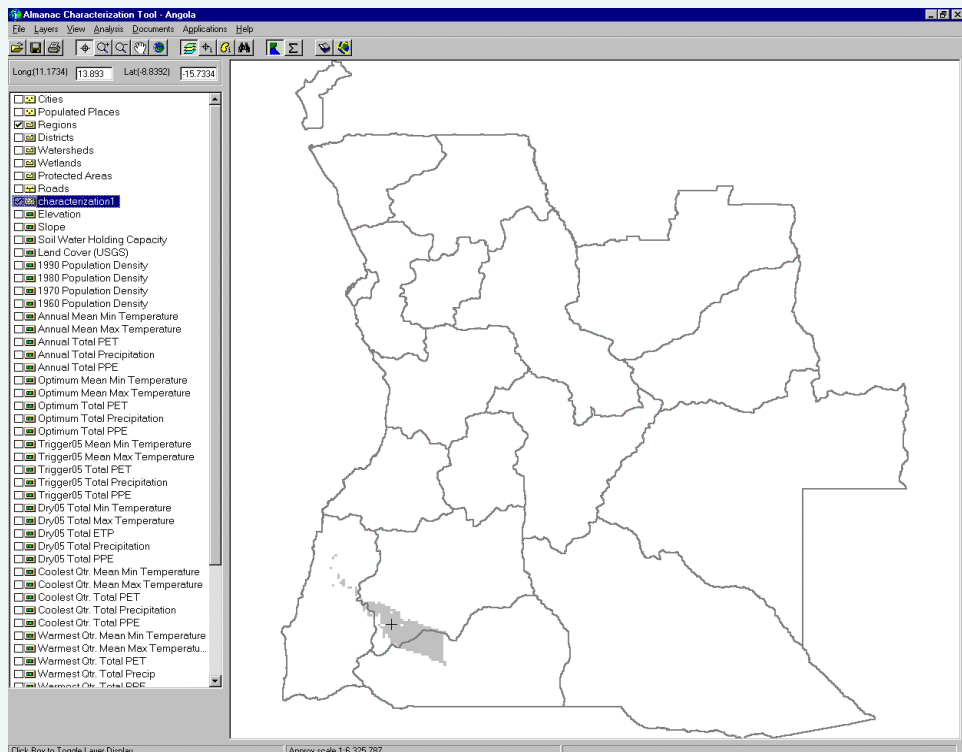 Almanac Characterization Tool - Angola
File Layers View Analysis Documents Applications Help
Long:(11.1734) 13.893 Lat:(-8.8392) -15.7334
Cities
Populated Places
Regions
Districts
Watersheds
Wetlands
Protected Areas
Roads
characterization1
Elevation
Slope
Soil Water Holding Capacity
Land Cover (USGS)
1990 Population Density
1980 Population Density
1970 Population Density
1960 Population Density
Annual Mean Min Temperature
Annual Mean Max Temperature
Annual Total PET
Annual Total Precipitation
Annual Total PPE
Optimum Mean Min Temperature
Optimum Mean Max Temperature
Optimum Total PET
Optimum Total Precipitation
Optimum Total PPE
Trigger05 Mean Min Temperature
Trigger05 Mean Max Temperature
Trigger05 Total PET
Trigger05 Total Precipitation
Trigger05 Total PPE
Dry05 Total Min Temperature
Dry05 Total Max Temperature
Dry05 Total ETP
Dry05 Total Precipitation
Dry05 Total PPE
Coolest Qtr. Mean Min Temperature
Coolest Qtr. Mean Max Temperature
Coolest Qtr. Total PET
Coolest Qtr. Total Precipitation
Coolest Qtr. Total PPE
Warmest Qtr. Mean Min Temperature
Warmest Qtr. Mean Max Temperatu...
Warmest Qtr. Total PET
Warmest Qtr. Total Precip
Warmest Qtr. Total PPE
Click Box to Toggle Layer Display Approx scale 1:6,325,787